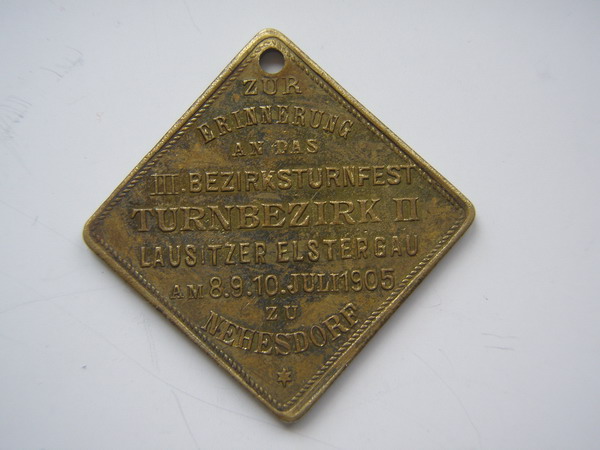 ZUR
ERINNERUNG
AN DAS
III. BEZIRKSTURNFEST
TURNBEZIRK II
LAUSITZER ELSTERGAU
AM 8. 9. 10. JULI 1905
ZU
NEHESDORF